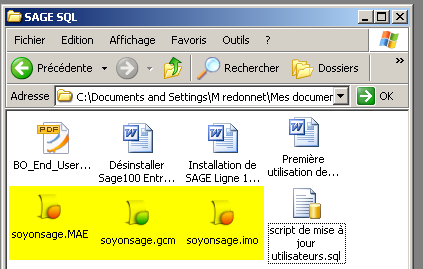 SAGE SQL
Fichier Edition Affichage Favoris Outils ?
Précédente Rechercher Dossiers »
Adresse C:\Documents and Settings\M redonnet\Mes documer OK
PDF
BO_End_User...
Désinstaller
Sage100 Entr...
Installation de
SAGE Ligne 1...
Première
utilisation de...
soyonsage.MAE
soyonsage.gcm
soyonsage.imo
script de mise à
jour
utilisateurs.sql